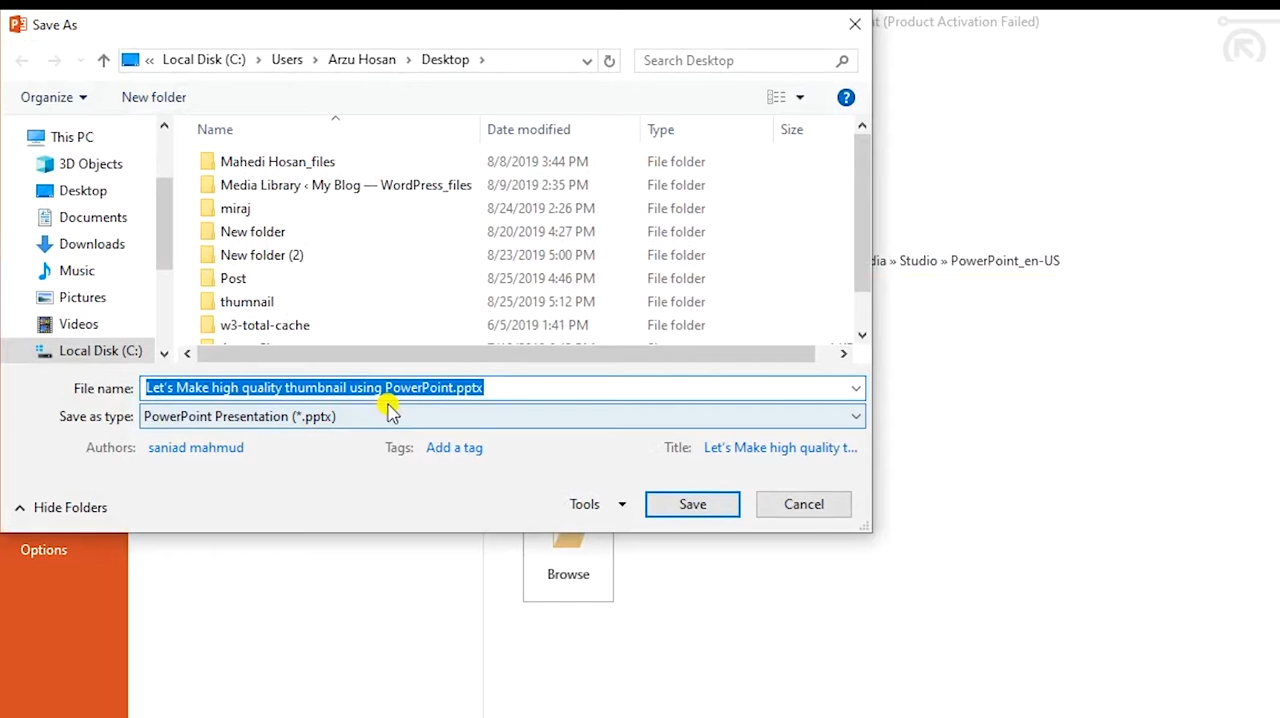 Save As
nt (Product Activation Failed)
« Local Disk (C:) > Users > Arzu Hosan > Desktop >
Search Desktop
Organize
New folder
?
This PC
3D Objects
Desktop
Documents
Downloads
Music
Pictures
Videos
Local Disk (C:)
Name Date modified Type Size
Mahedi Hosan_files 8/8/2019 3:44 PM File folder
Media Library ‹ My Blog — WordPress_files 8/9/2019 2:35 PM File folder
miraj 8/24/2019 2:26 PM File folder
New folder 8/20/2019 4:27 PM File folder
New folder (2) 8/23/2019 5:00 PM File folder
Post 8/25/2019 4:46 PM File folder
thumnail 8/25/2019 5:12 PM File folder
w3-total-cache 6/5/2019 1:41 PM File folder
dia » Studio » PowerPoint_en-US
File name: Let's Make high quality thumbnail using PowerPoint.pptx
Save as type: PowerPoint Presentation (*.pptx)
Authors: saniad mahmud Tags: Add a tag Title: Let's Make high quality t...
Hide Folders
Tools
Save
Cancel
Options
Browse